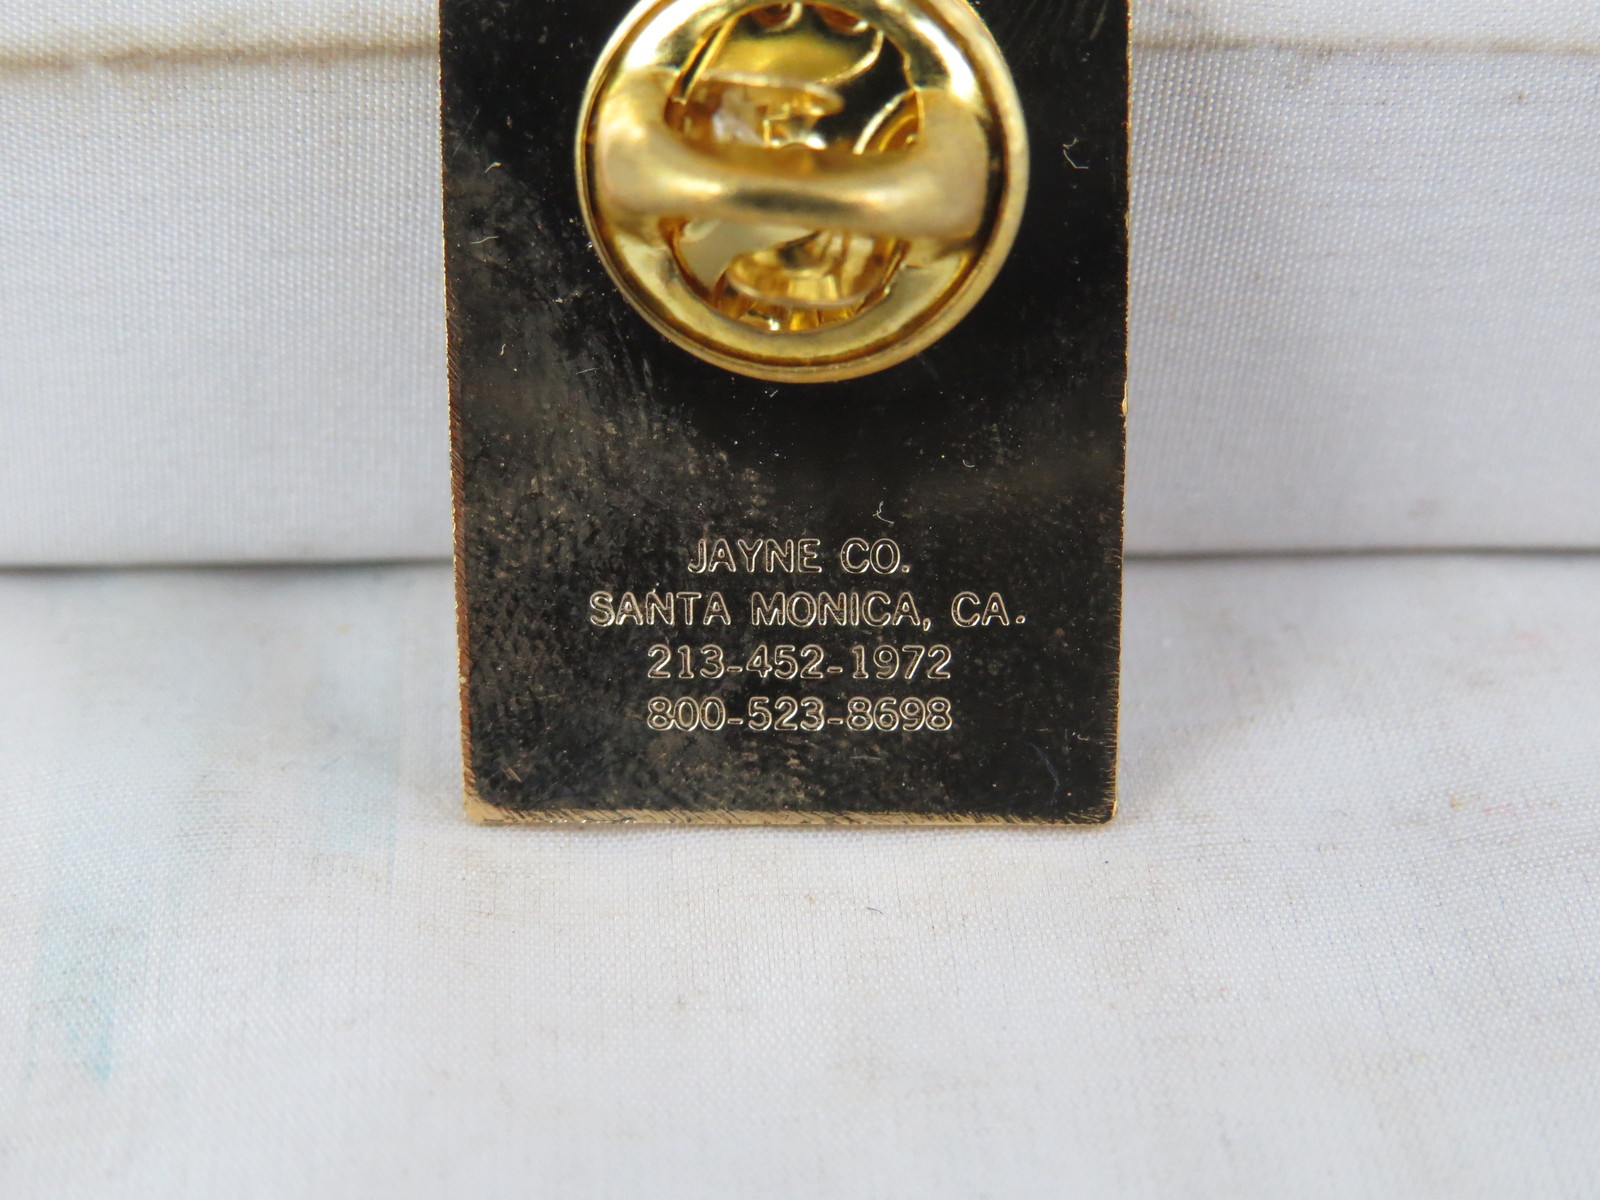 JAYNE CO.
SANTA MONICA, CA.
213-452-1972
800-523-8698